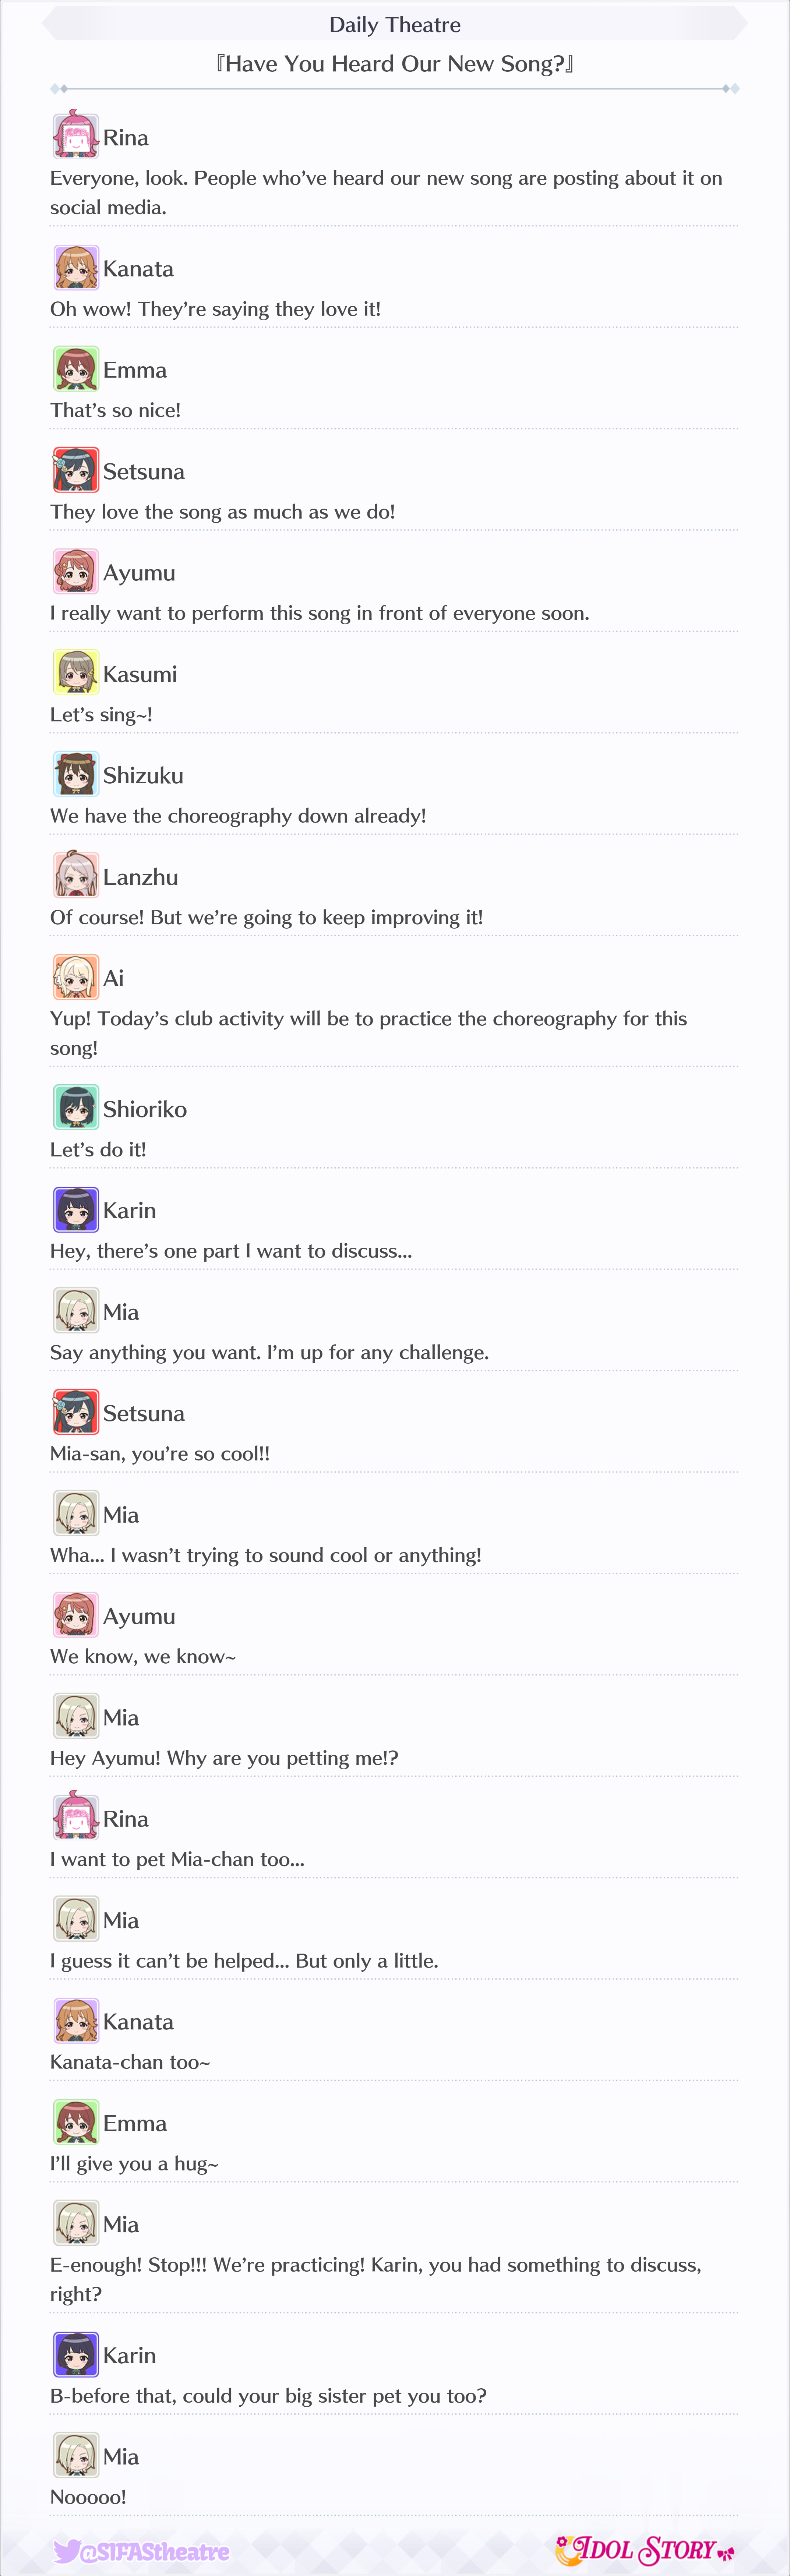 Daily Theatre
『Have You Heard Our New Song?』
Rina
Everyone, look. People who’ve heard our new song are posting about it on
social media.
Kanata
Oh wow! They’re saying they love it!
Emma
That’s so nice!
Setsuna
They love the song as much as we do!
Ayumu
I really want to perform this song in front of everyone soon.
Kasumi
Let’s sing~!
Shizuku
We have the choreography down already!
Lanzhu
Of course! But we’re going to keep improving it!
Ai
Yup! Today’s club activity will be to practice the choreography for this
song!
Shioriko
Let’s do it!
Karin
Hey, there’s one part I want to discuss...
Mia
Say anything you want. I’m up for any challenge.
Setsuna
Mia-san, you’re so cool!!
Mia
Wha... I wasn’t trying to sound cool or anything!
Ayumu
We know, we know~
Mia
Hey Ayumu! Why are you petting me!?
Rina
I want to pet Mia-chan too...
Mia
I guess it can’t be helped... But only a little.
Kanata
Kanata-chan too~
Emma
I’ll give you a hug~
Mia
E-enough! Stop!!! We’re practicing! Karin, you had something to discuss,
right?
Karin
B-before that, could your big sister pet you too?
Mia
Nooooo!
@SIFAStheatre
IDOL STORY